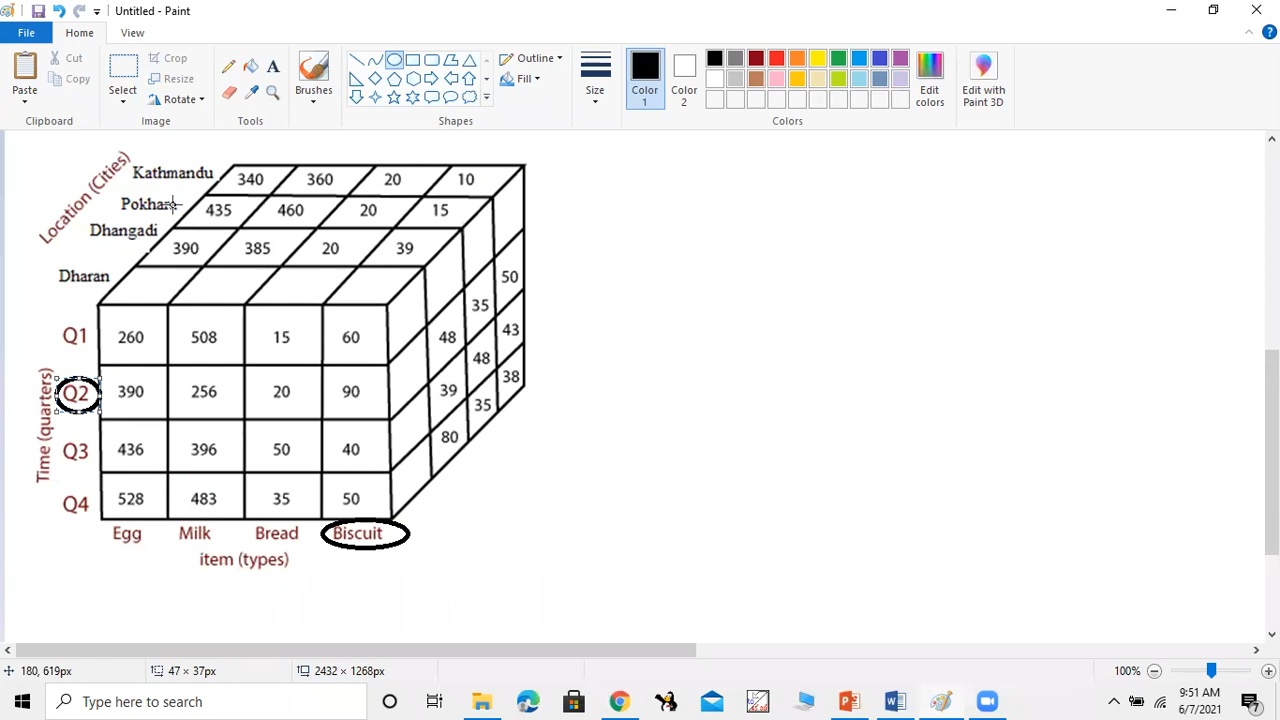 Untitled - Paint
File Home View
Cut
Copy
Paste
Clipboard
Crop
Resize
Rotate
Select
Image
Tools
Brushes
Outline
Fill
Shapes
Size
Color 1
Color 2
Edit colors
Edit with Paint 3D
Colors
Location (Cities)
Kathmandu 340 360 20 10
435 460 20 15
Dhangadi
390 385 20 39
Dharan
Q1 260 508 15 60
Q2 390 256 20 90
Q3 436 396 50 40
Q4 528 483 35 50
48 39 80
35 48 35
50 43 38
Time (quarters)
Egg Milk Bread Biscuit
item (types)
180, 619px 47 × 37px 2432 × 1268px 100%
Type here to search
9:51 AM
6/7/2021
7